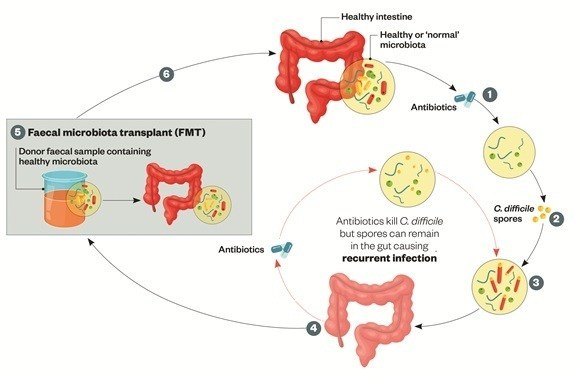 Healthy intestine
Healthy or 'normal'
microbiota
6
1
Antibiotics
5 Faecal microbiota transplant (FMT)
Donor faecal sample containing
healthy microbiota
C. difficile
spores
2
Antibiotics kill C. difficile
but spores can remain
in the gut causing
recurrent infection
Antibiotics
3
4